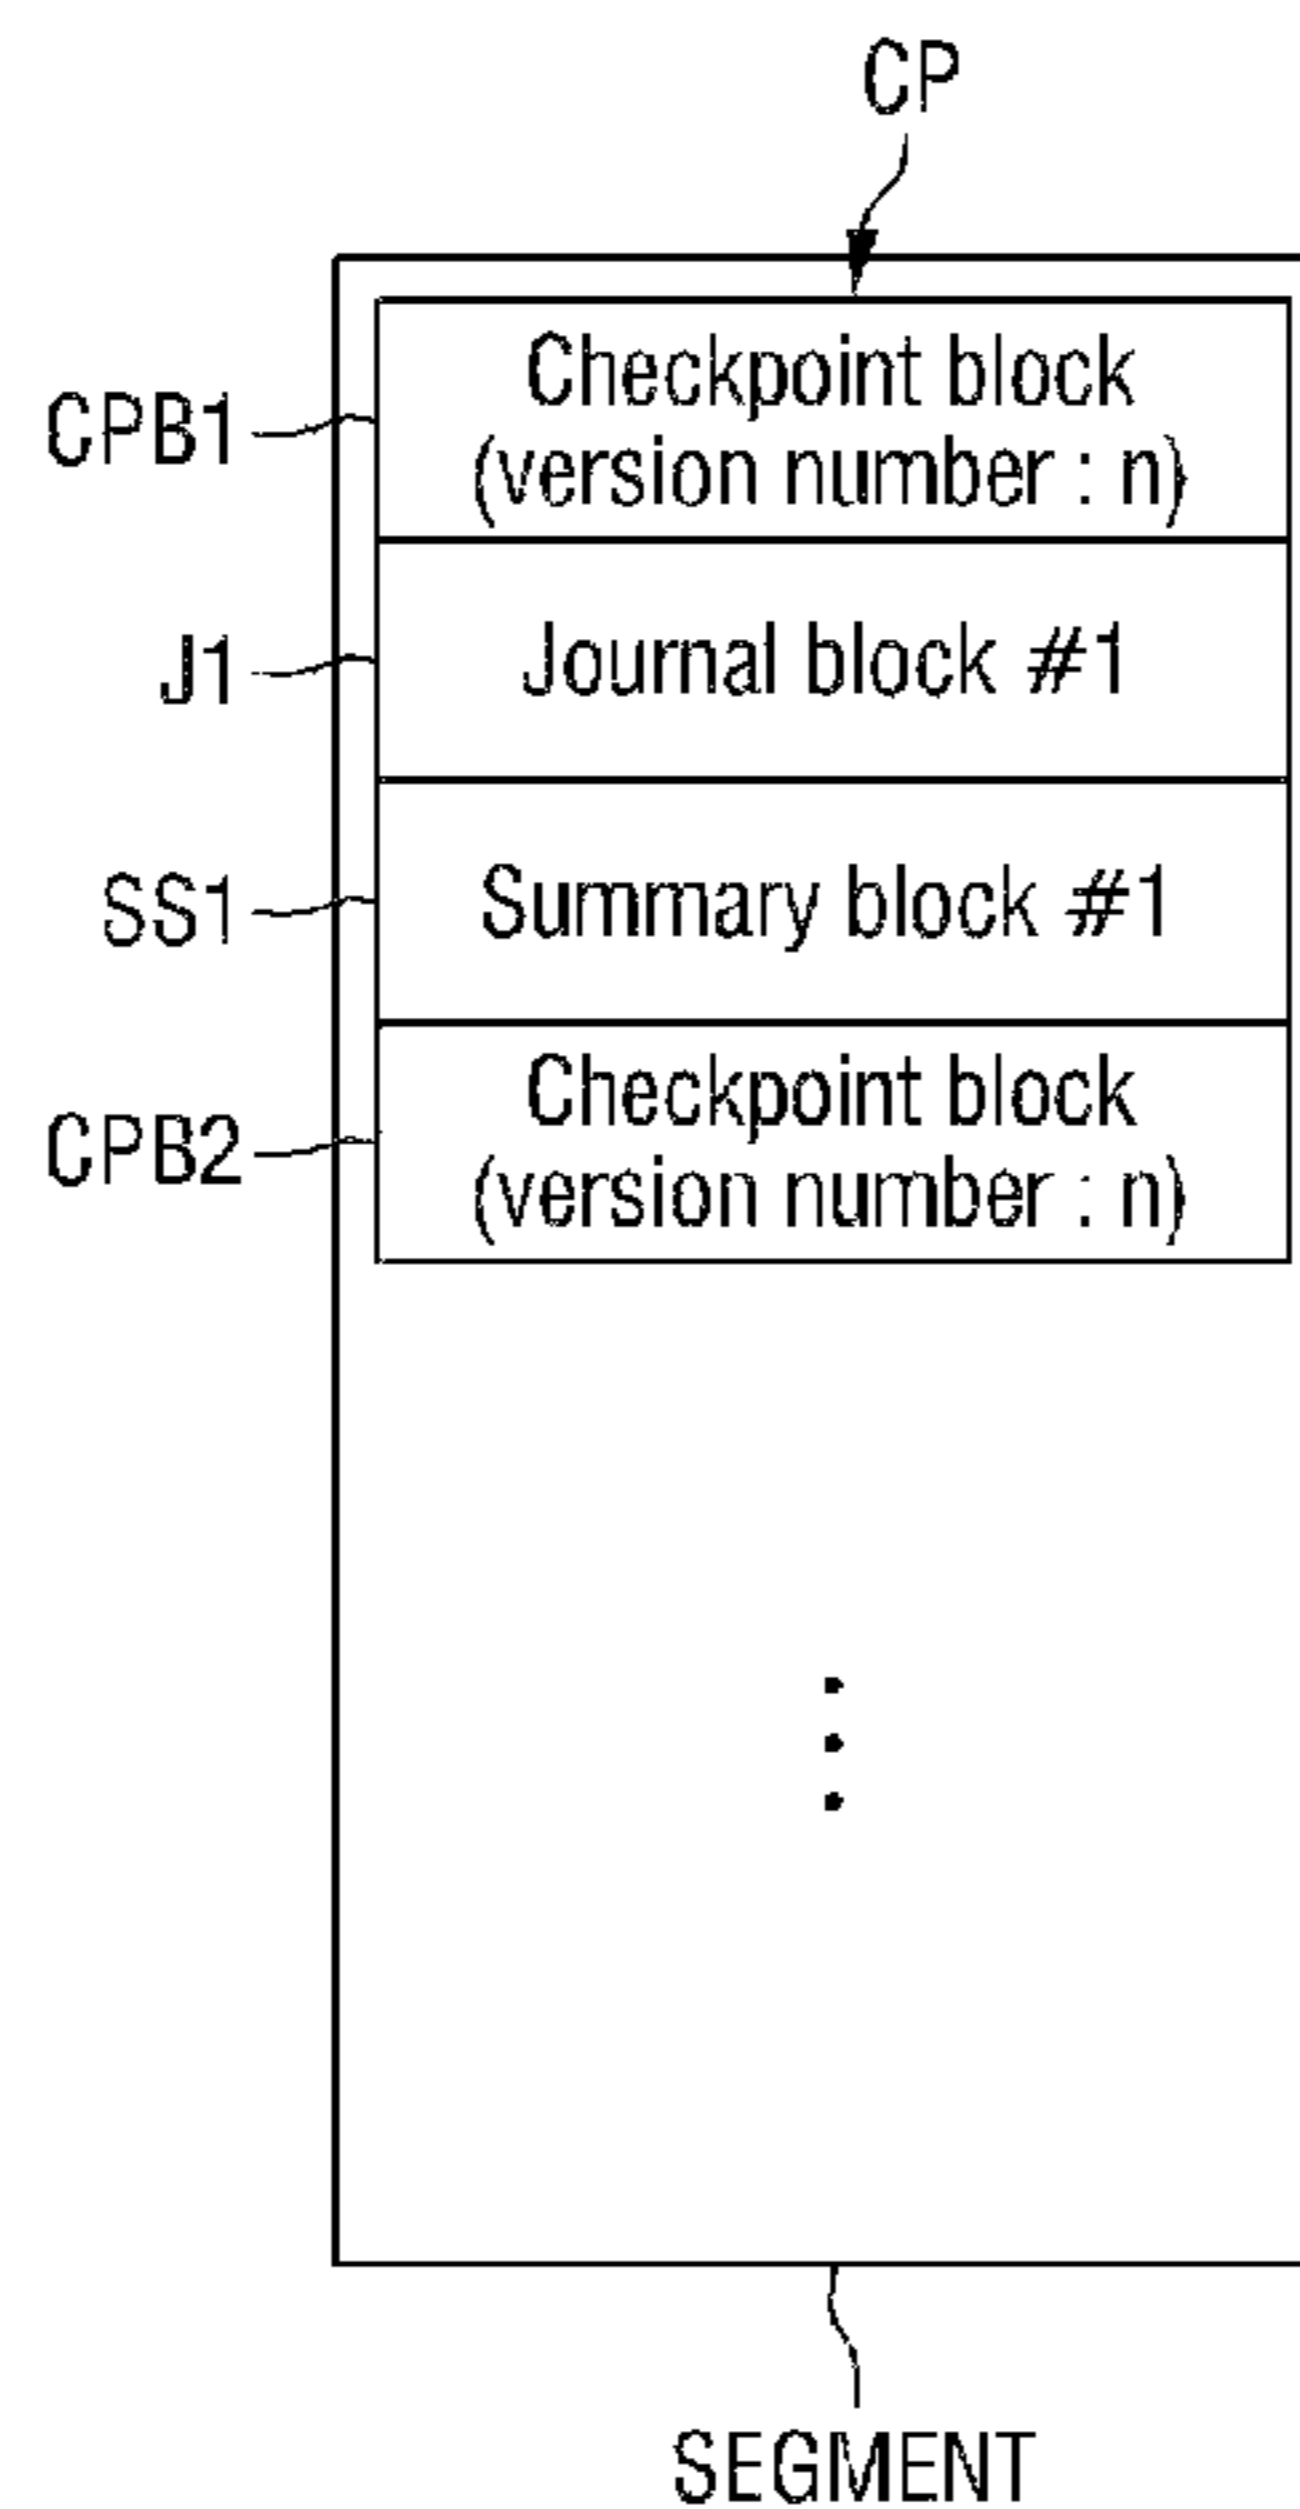 CP
CPB1
Checkpoint block
(version number : n)
J1
Journal block #1
SS1
Summary block #1
CPB2
Checkpoint block
(version number : n)
SEGMENT